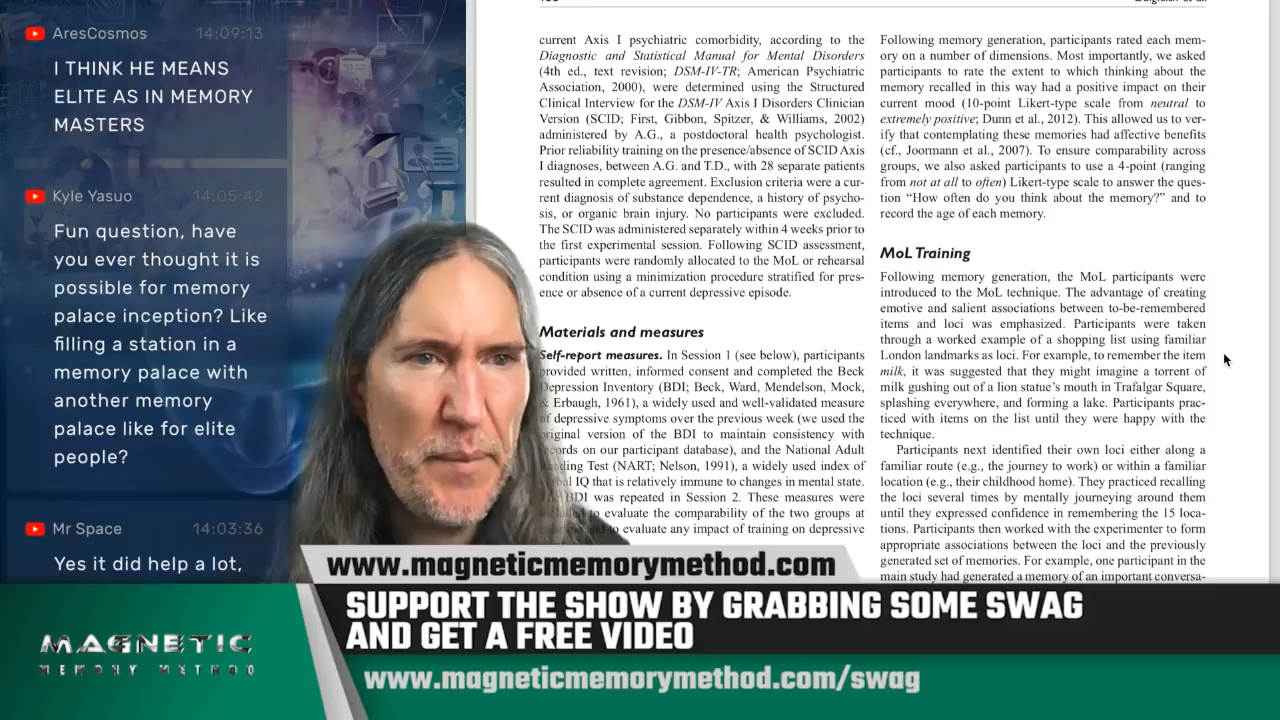 AresCosmos 14:09:13
I THINK HE MEANS
ELITE AS IN MEMORY
MASTERS
Kyle Yasuo 14:05:42
Fun question, have
you ever thought it is
possible for memory
palace inception? Like
filling a station in a
memory palace with
another memory
palace like for elite
people?
Mr Space 14:03:36
Yes it did help a lot,
current Axis I psychiatric comorbidity, according to the
Diagnostic and Statistical Manual for Mental Disorders
(4th ed., text revision; DSM-IV-TR; American Psychiatric
Association, 2000), were determined using the Structured
Clinical Interview for the DSM-IV Axis I Disorders Clinician
Version (SCID; First, Gibbon, Spitzer, & Williams, 2002)
administered by A.G., a postdoctoral health psychologist.
Prior reliability training on the presence/absence of SCID Axis
I diagnoses, between A.G. and T.D., with 28 separate patients
resulted in complete agreement. Exclusion criteria were a cur-
rent diagnosis of substance dependence, a history of psycho-
sis, or organic brain injury. No participants were excluded.
The SCID was administered separately within 4 weeks prior to
the first experimental session. Following SCID assessment,
participants were randomly allocated to the MoL or rehearsal
condition using a minimization procedure stratified for pres-
ence or absence of a current depressive episode.
Materials and measures
Self-report measures. In Session 1 (see below), participants
provided written, informed consent and completed the Beck
Depression Inventory (BDI; Beck, Ward, Mendelson, Mock,
& Erbaugh, 1961), a widely used and well-validated measure
of depressive symptoms over the previous week (we used the
original version of the BDI to maintain consistency with
records on our participant database), and the National Adult
Reading Test (NART; Nelson, 1991), a widely used index of
IQ that is relatively immune to changes in mental state.
BDI was repeated in Session 2. These measures were
to evaluate the comparability of the two groups at
and to evaluate any impact of training on depressive
Following memory generation, participants rated each mem-
ory on a number of dimensions. Most importantly, we asked
participants to rate the extent to which thinking about the
memory recalled in this way had a positive impact on their
current mood (10-point Likert-type scale from neutral to
extremely positive; Dunn et al., 2012). This allowed us to ver-
ify that contemplating these memories had affective benefits
(cf., Joormann et al., 2007). To ensure comparability across
groups, we also asked participants to use a 4-point (ranging
from not at all to often) Likert-type scale to answer the ques-
tion “How often do you think about the memory?” and to
record the age of each memory.
MoL Training
Following memory generation, the MoL participants were
introduced to the MoL technique. The advantage of creating
emotive and salient associations between to-be-remembered
items and loci was emphasized. Participants were taken
through a worked example of a shopping list using familiar
London landmarks as loci. For example, to remember the item
milk, it was suggested that they might imagine a torrent of
milk gushing out of a lion statue’s mouth in Trafalgar Square,
splashing everywhere, and forming a lake. Participants prac-
ticed with items on the list until they were happy with the
technique.
Participants next identified their own loci either along a
familiar route (e.g., the journey to work) or within a familiar
location (e.g., their childhood home). They practiced recalling
the loci several times by mentally journeying around them
until they expressed confidence in remembering the 15 loca-
tions. Participants then worked with the experimenter to form
appropriate associations between the loci and the previously
generated set of memories. For example, one participant in the
main study had generated a memory of an important conversa-
www.magneticmemorymethod.com
SUPPORT THE SHOW BY GRABBING SOME SWAG
AND GET A FREE VIDEO
www.magneticmemorymethod.com/swag
MAGNETIC
MEMORY METHOD